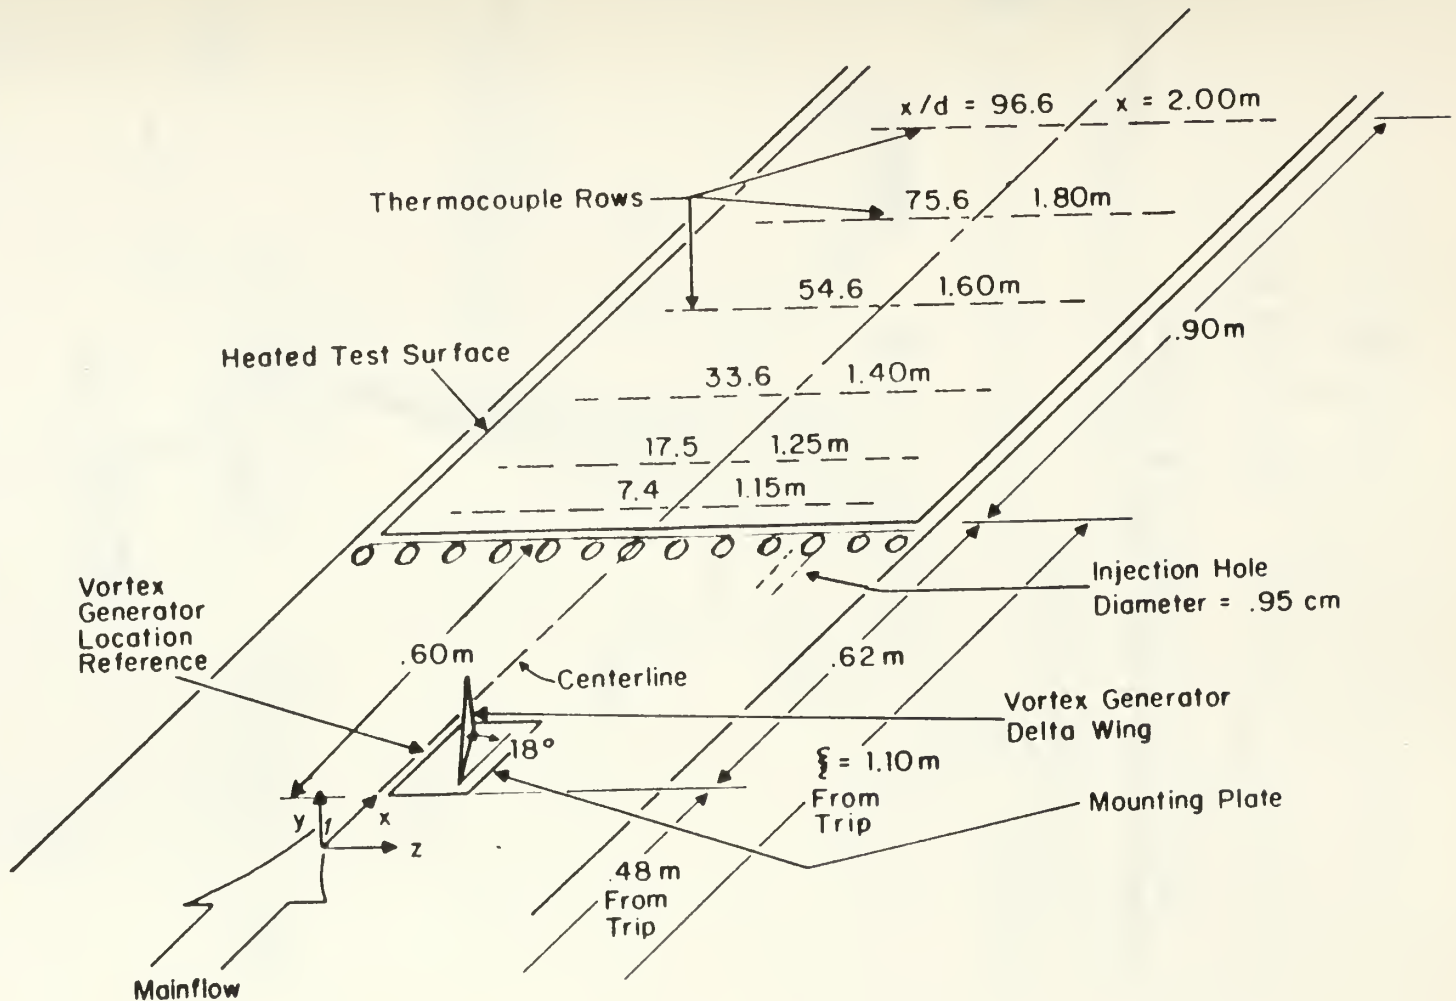 x/d = 96.6 x = 2.00m
Thermocouple Rows
75.6 1.80m
54.6 1.60m
.90m
Heated Test Surface
33.6 1.40m
17.5 1.25m
7.4 1.15m
Injection Hole
Diameter = .95 cm
Vortex
Generator
Location
Reference
.60m
.62m
Centerline
Vortex Generator
Delta Wing
18°
ξ = 1.10m
From
Trip
Mounting Plate
y
x
z
.48m
From
Trip
Mainflow